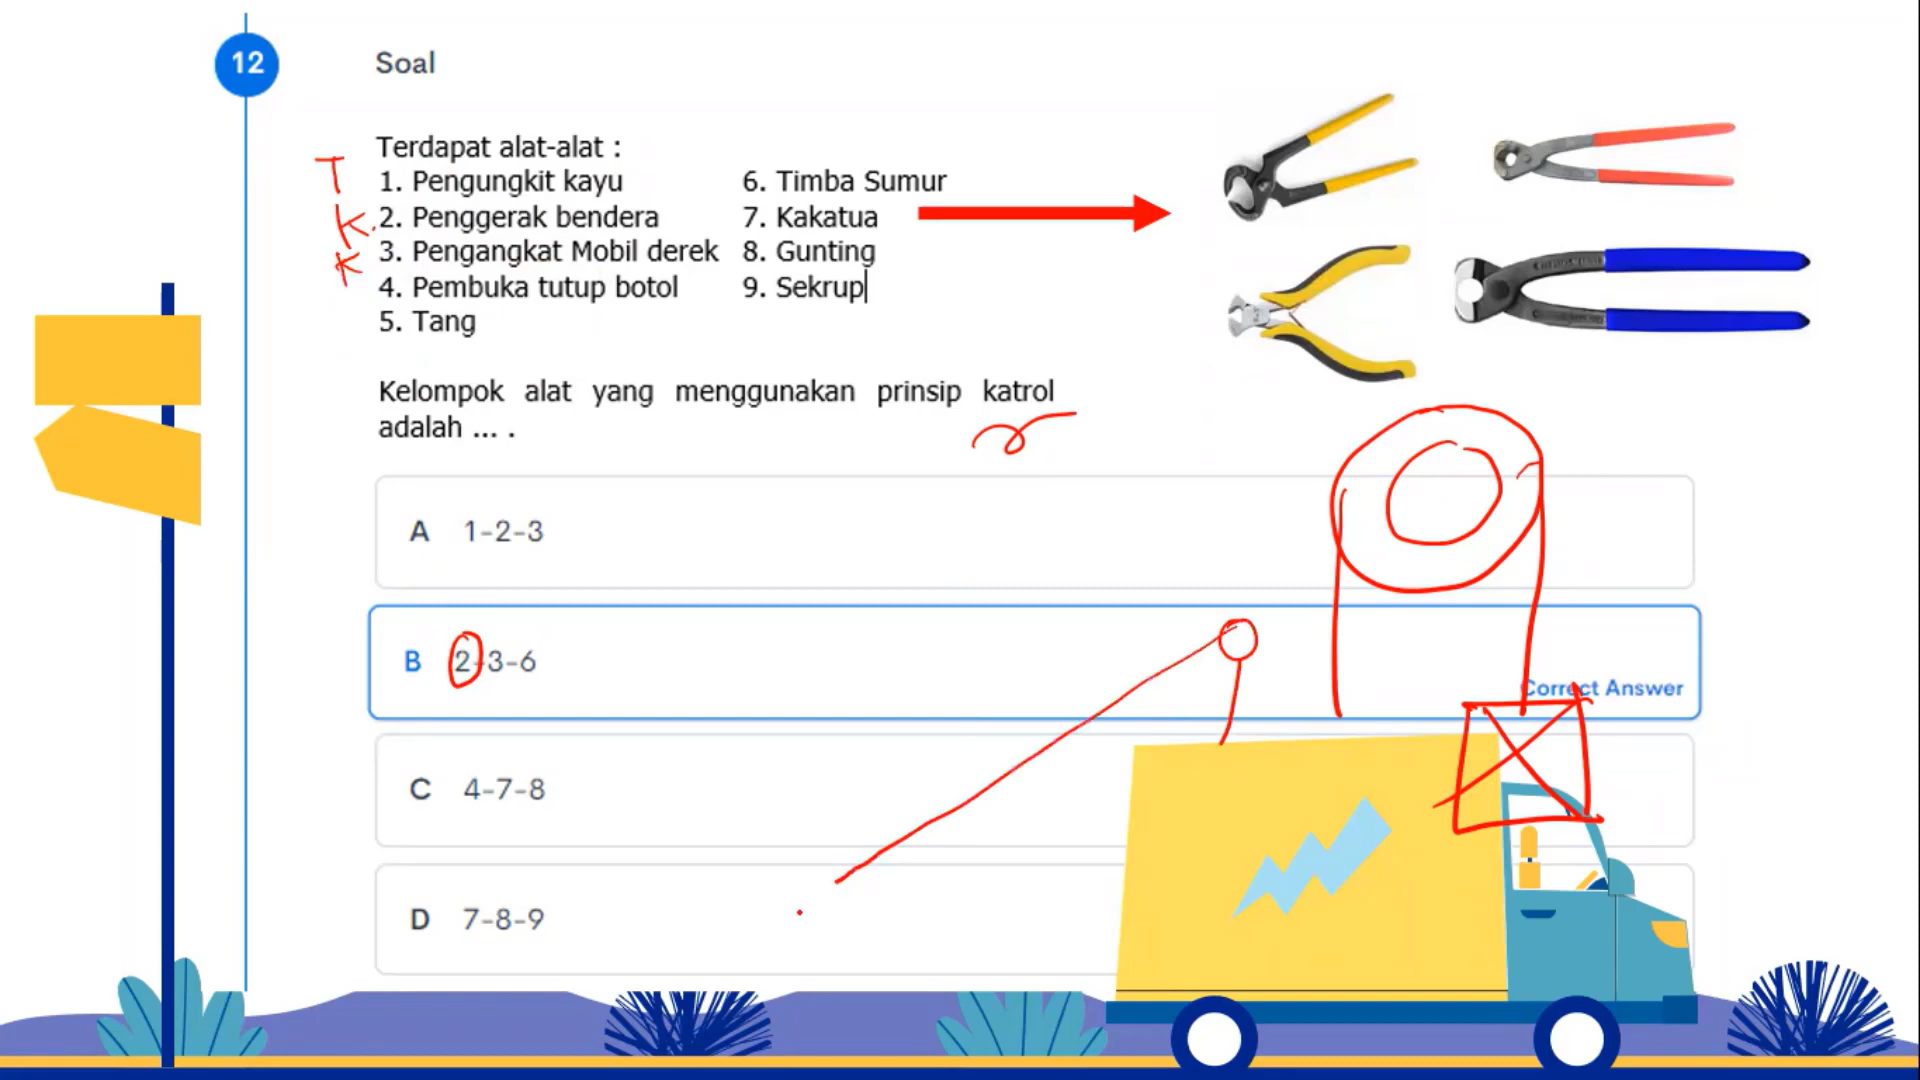 12
Soal
Terdapat alat-alat :
T
1. Pengungkit kayu
K.
2. Penggerak bendera
K
3. Pengangkat Mobil derek
4. Pembuka tutup botol
5. Tang
6. Timba Sumur
7. Kakatua
8. Gunting
9. Sekrup
Kelompok alat yang menggunakan prinsip katrol
adalah ... .
A 1-2-3
B 2-3-6
Correct Answer
C 4-7-8
D 7-8-9